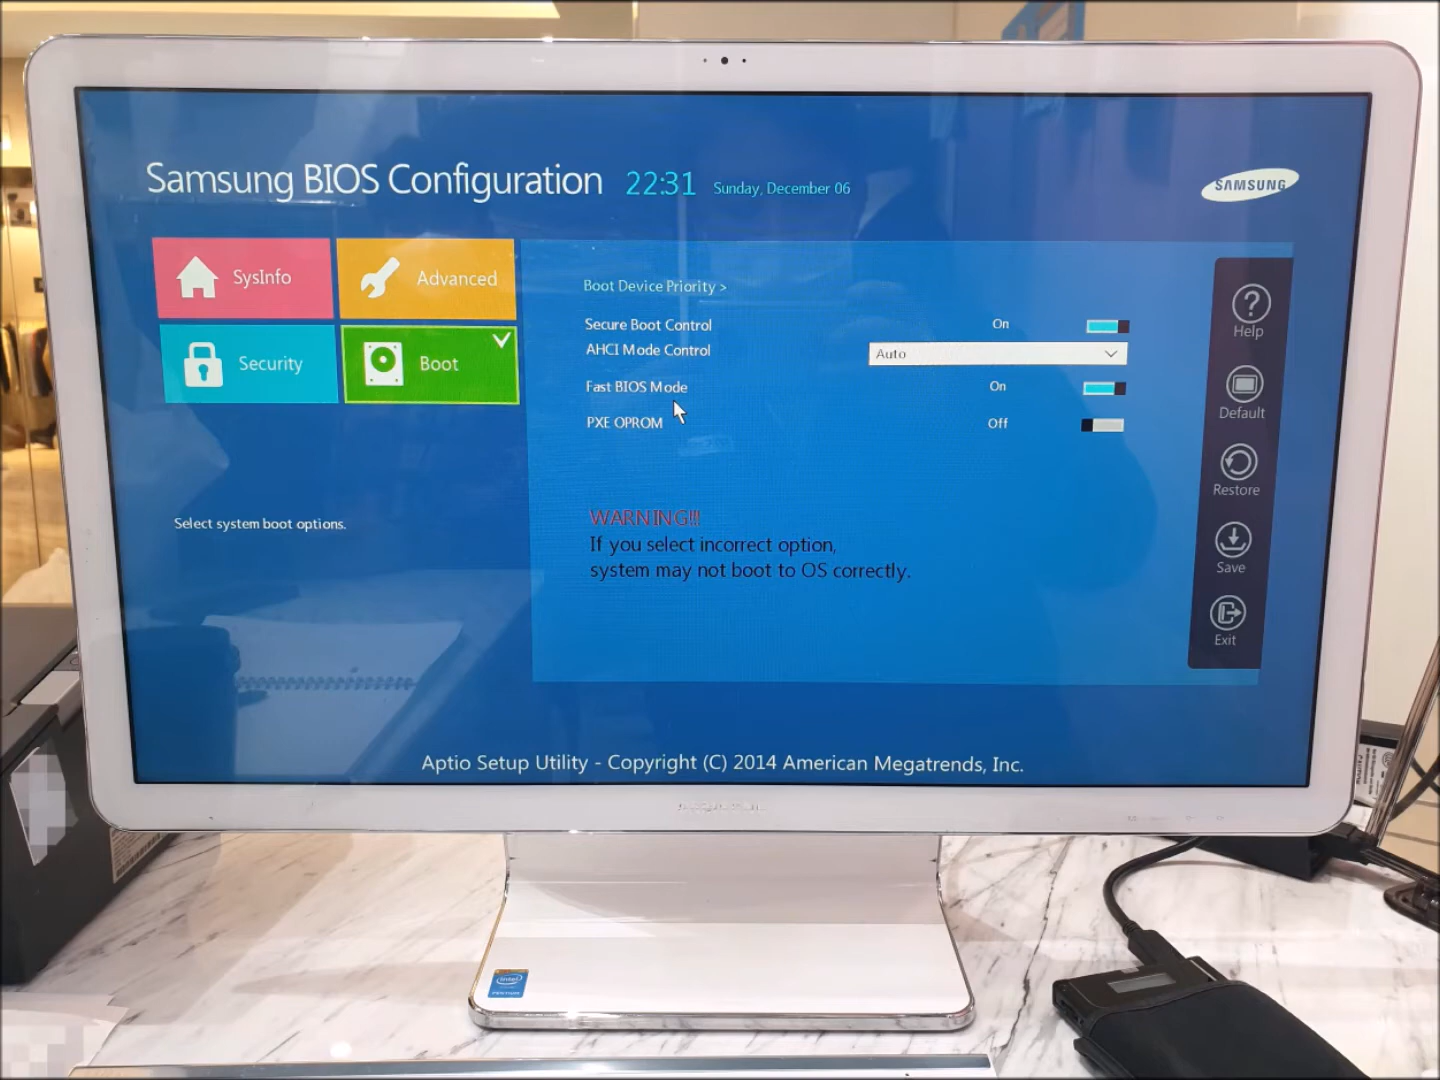 Samsung BIOS Configuration 22:31 Sunday, December 06
SAMSUNG
SysInfo
Advanced
Security
Boot
Select system boot options.
Boot Device Priority >
Secure Boot Control On
AHCI Mode Control Auto
Fast BIOS Mode On
PXE OPROM Off
WARNING!!!
If you select incorrect option,
system may not boot to OS correctly.
Help
Default
Restore
Save
Exit
Aptio Setup Utility - Copyright (C) 2014 American Megatrends, Inc.
intel
PENTIUM